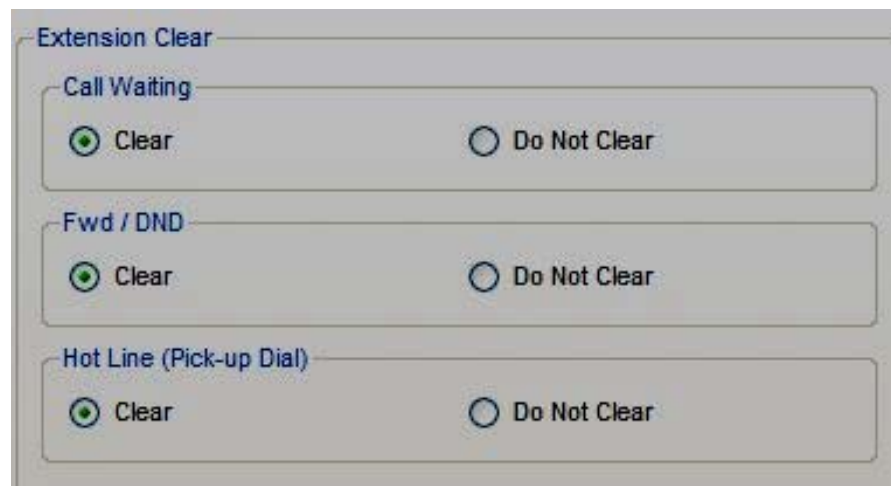 Extension Clear
Call Waiting
Clear Do Not Clear
Fwd / DND
Clear Do Not Clear
Hot Line (Pick-up Dial)
Clear Do Not Clear